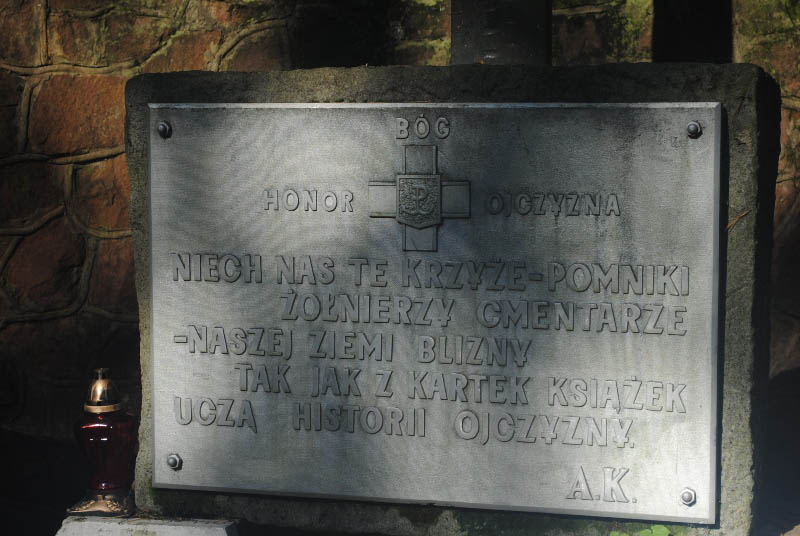 BÓG
HONOR OJCZYZNA
NIECH NAS TE KRZYŻE-POMNIKI
ŻOŁNIERZY CMENTARZE
-NASZEJ ZIEMI BLIZNY
TAK JAK Z KARTEK KSIĄŻEK
UCZĄ HISTORII OJCZYZNY.
A.K.